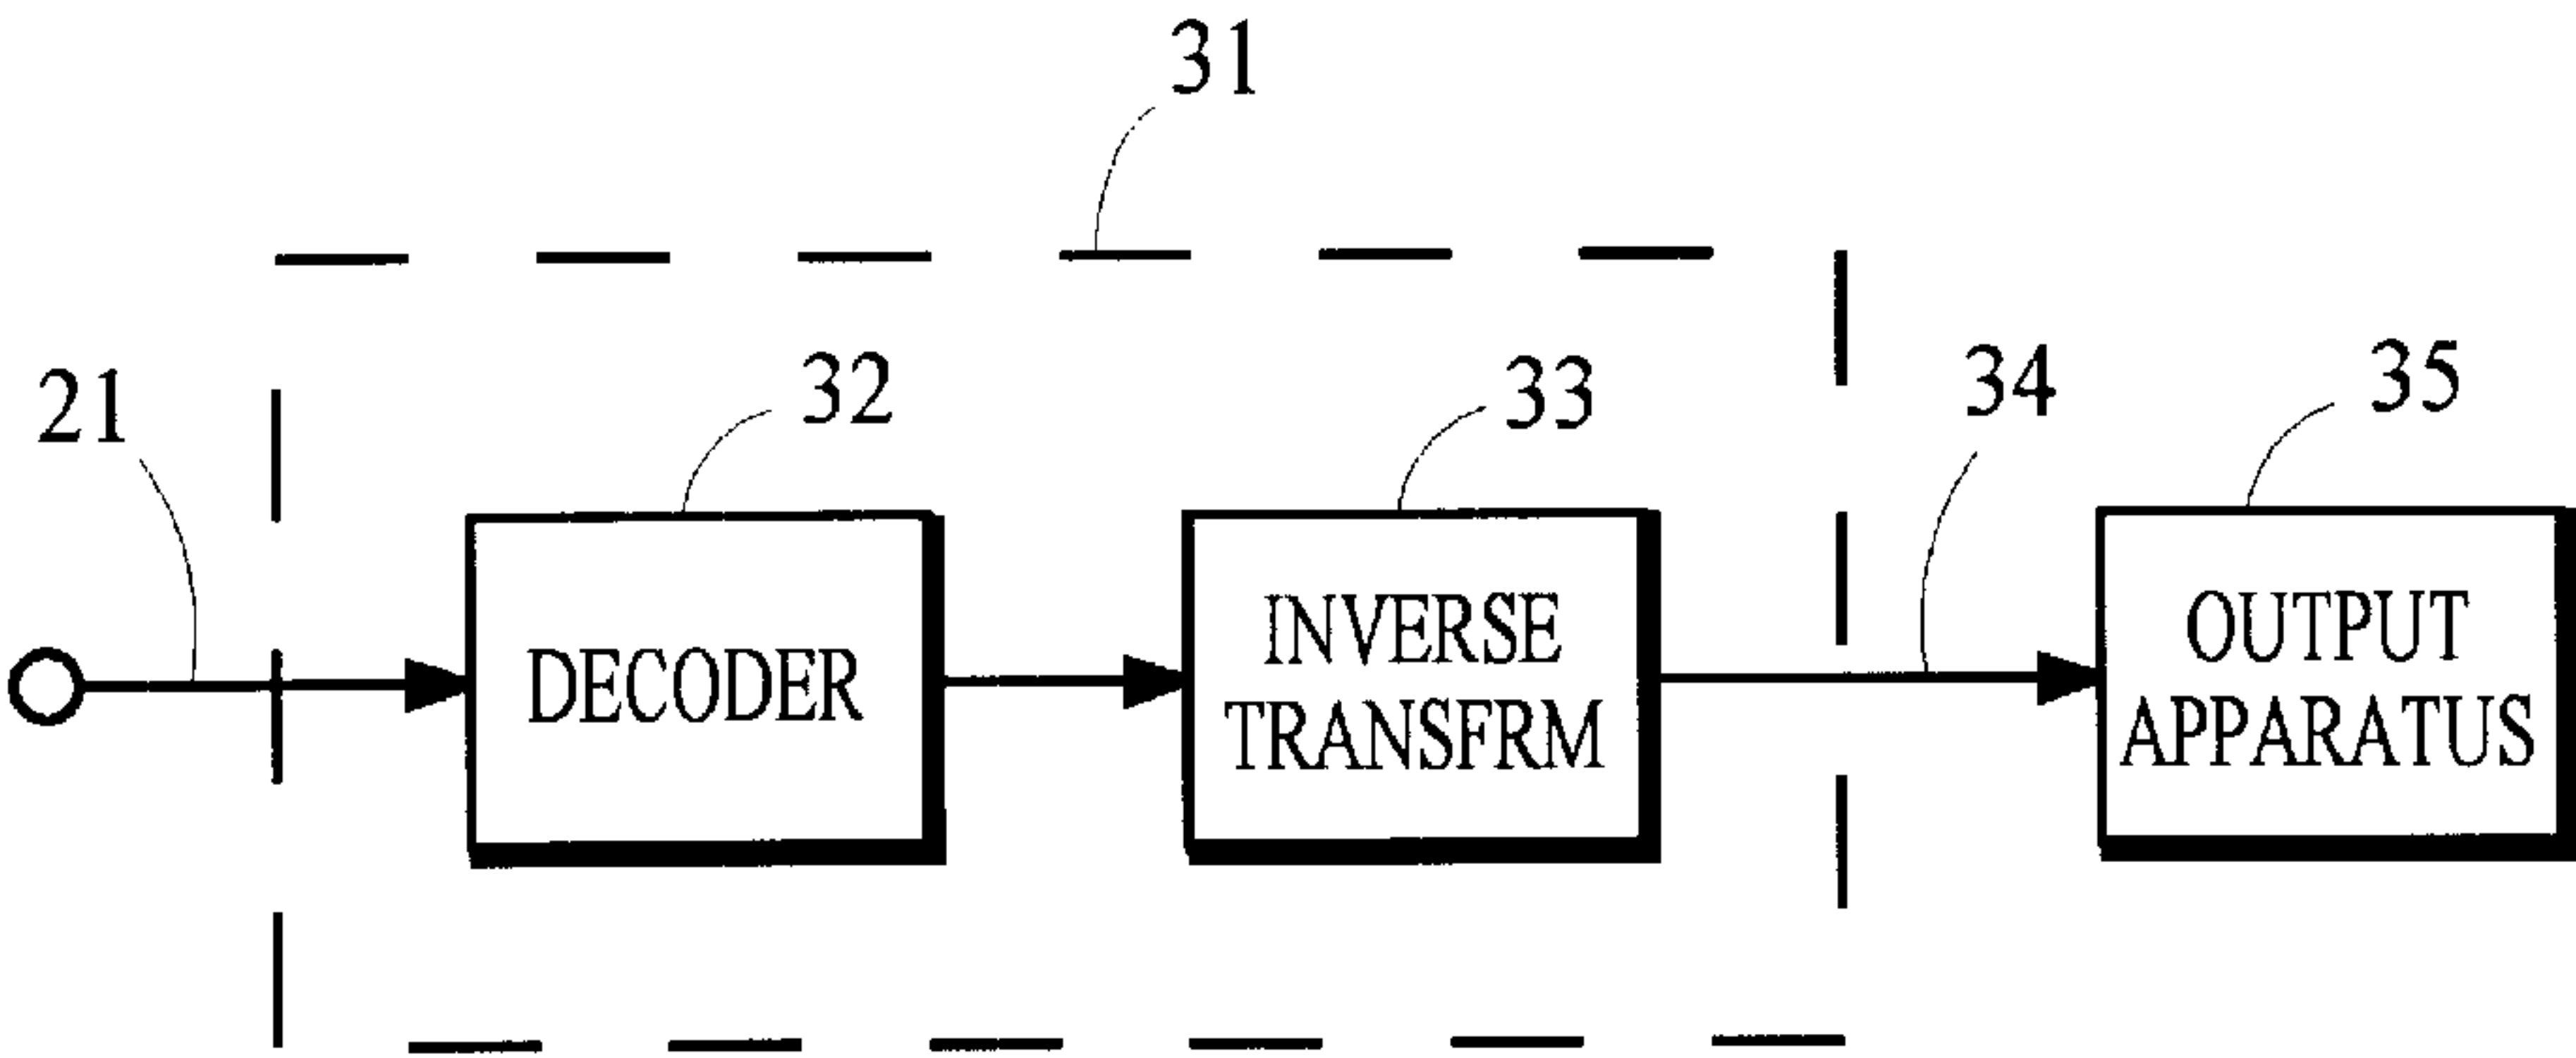 31
21
32
33
34
35
DECODER
INVERSE
TRANSFRM
OUTPUT
APPARATUS